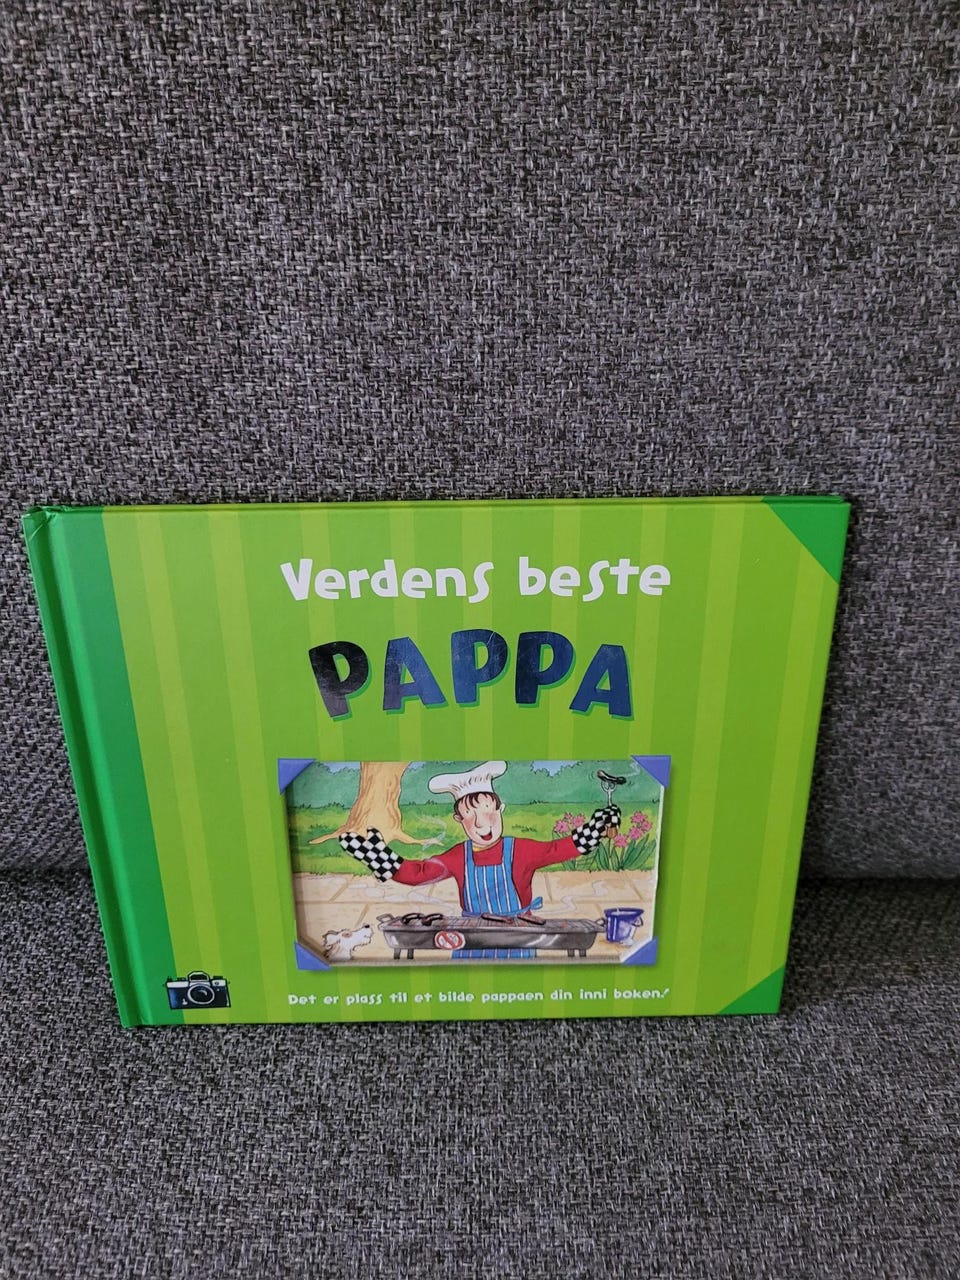 Verdens beste
PAPPA
Det er plass til et bilde pappaen din inni boken!